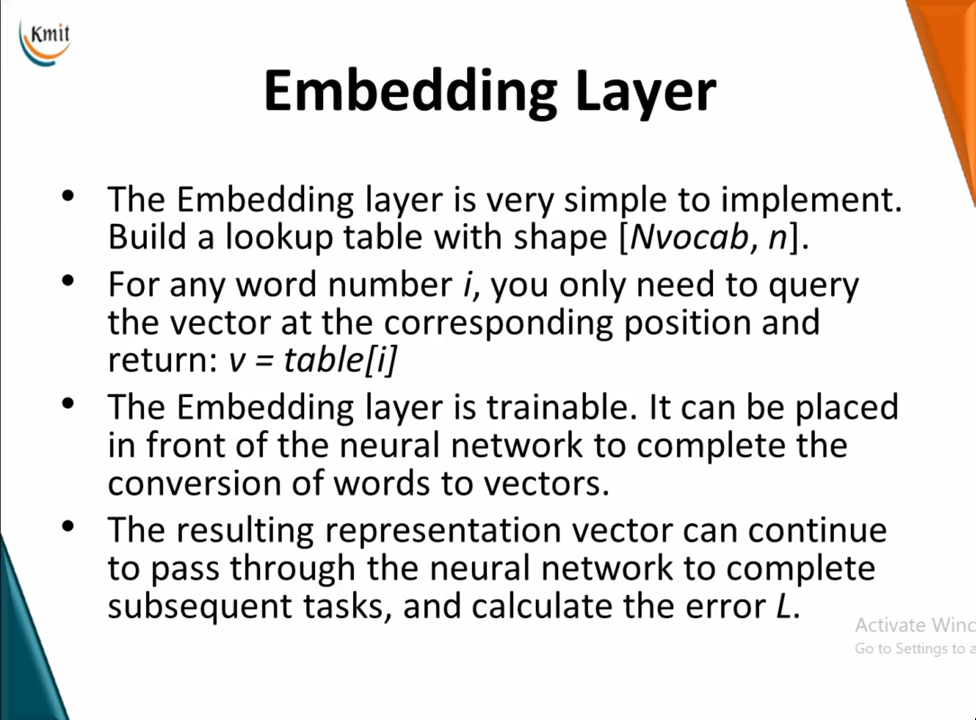 Kmit
Embedding Layer
• The Embedding layer is very simple to implement.
Build a lookup table with shape [Nvocab, n].
• For any word number i, you only need to query
the vector at the corresponding position and
return: v = table[i]
• The Embedding layer is trainable. It can be placed
in front of the neural network to complete the
conversion of words to vectors.
• The resulting representation vector can continue
to pass through the neural network to complete
subsequent tasks, and calculate the error L.
Activate Winc
Go to Settings to a